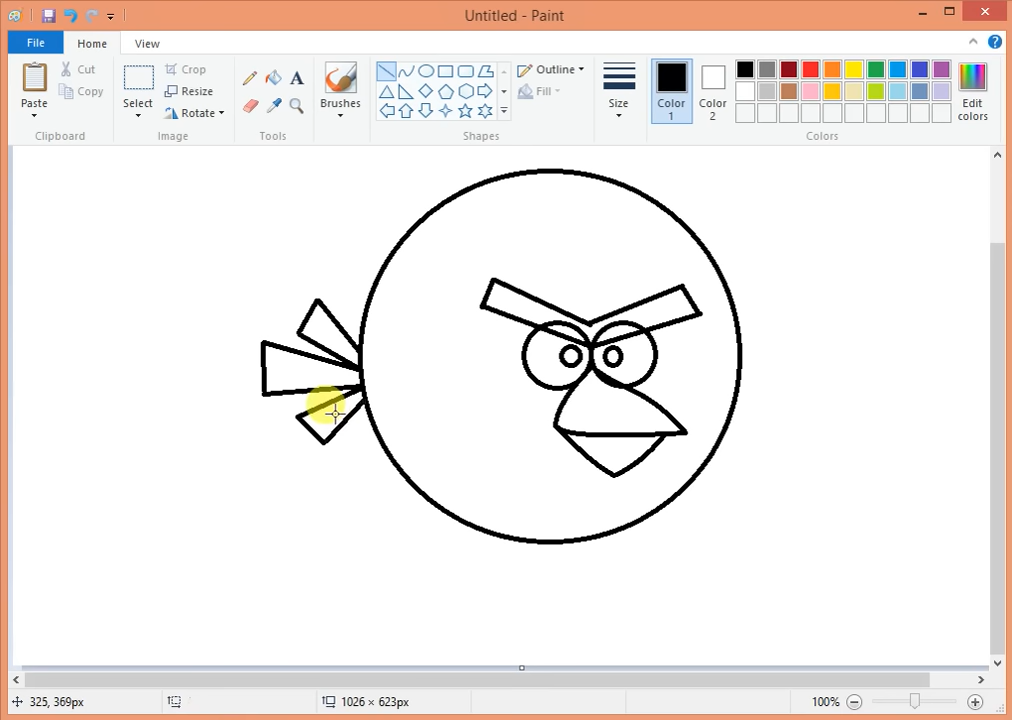 Untitled - Paint
File Home View
Paste Cut Copy Clipboard
Select Crop Resize Rotate Image
Tools
Brushes
Outline Fill Shapes
Size
Color 1 Color 2 Edit colors Colors
325, 369px 1026 × 623px 100%